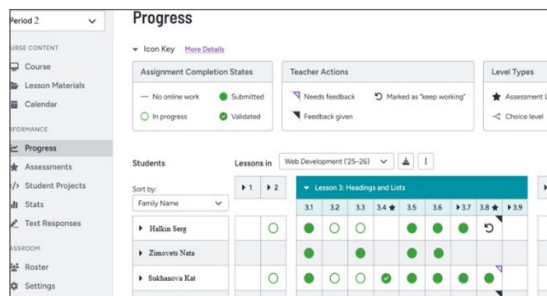 Period 2
Progress
Icon Key More Details
Assignment Completion States
No online work Submitted
In progress Validated
Teacher Actions
Needs feedback Marked as "keep working"
Feedback given
Level Types
Assessment
Choice level
URSE CONTENT
Course
Lesson Materials
Calendar
RFORMANCE
Progress
Assessments
Student Projects
Stats
Text Responses
ASSROOM
Roster
Settings
Students Lessons in Web Development ('25-26)
Sort by:
Family Name
1 2 Lesson 3: Headings and Lists
3.1 3.2 3.3 3.4 3.5 3.6 3.7 3.8 3.9
Halkin Serg
Zimovets Nata
Sukhanova Kat